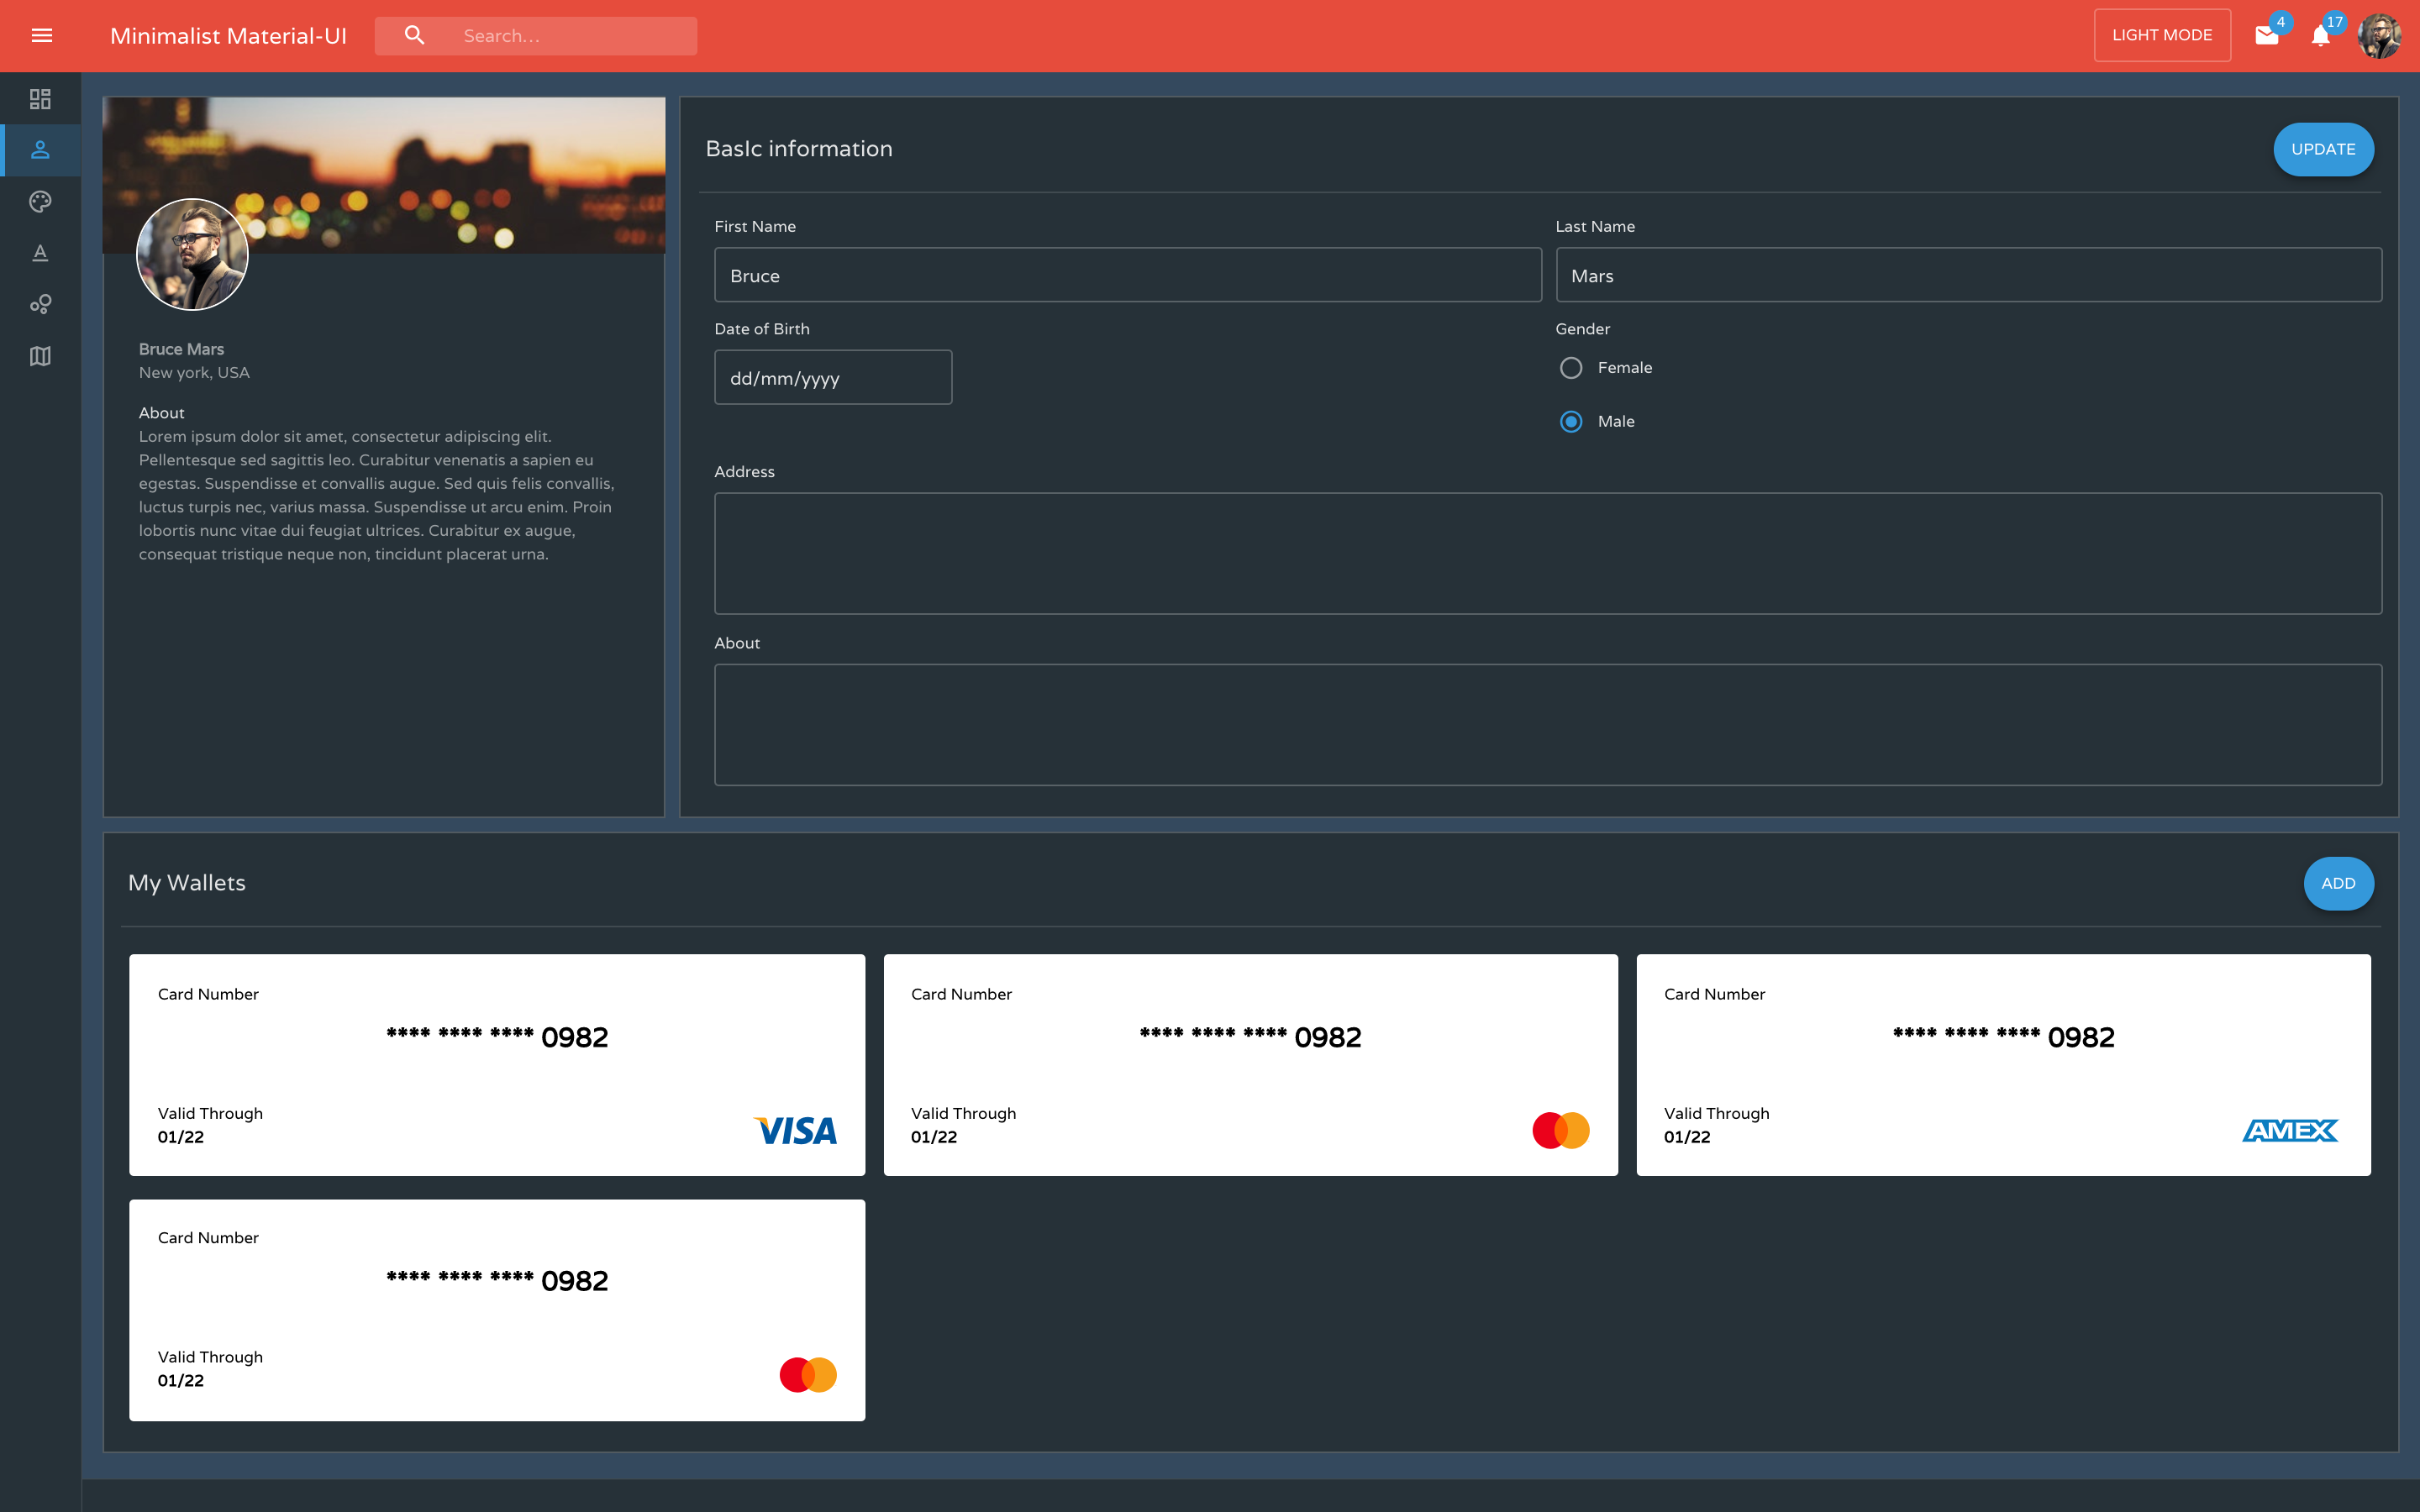 Minimalist Material-UI
Search...
LIGHT MODE
4
17
Bruce Mars
New york, USA
About
Lorem ipsum dolor sit amet, consectetur adipiscing elit.
Pellentesque sed sagittis leo. Curabitur venenatis a sapien eu
egestas. Suspendisse et convallis augue. Sed quis felis convallis,
luctus turpis nec, varius massa. Suspendisse ut arcu enim. Proin
lobortis nunc vitae dui feugiat ultrices. Curabitur ex augue,
consequat tristique neque non, tincidunt placerat urna.
BasIc information
UPDATE
First Name
Last Name
Bruce
Mars
Date of Birth
Gender
dd/mm/yyyy
Female
Male
Address
About
My Wallets
ADD
Card Number
**** **** **** 0982
Valid Through
01/22
VISA
Card Number
**** **** **** 0982
Valid Through
01/22
Card Number
**** **** **** 0982
Valid Through
01/22
AMEX
Card Number
**** **** **** 0982
Valid Through
01/22